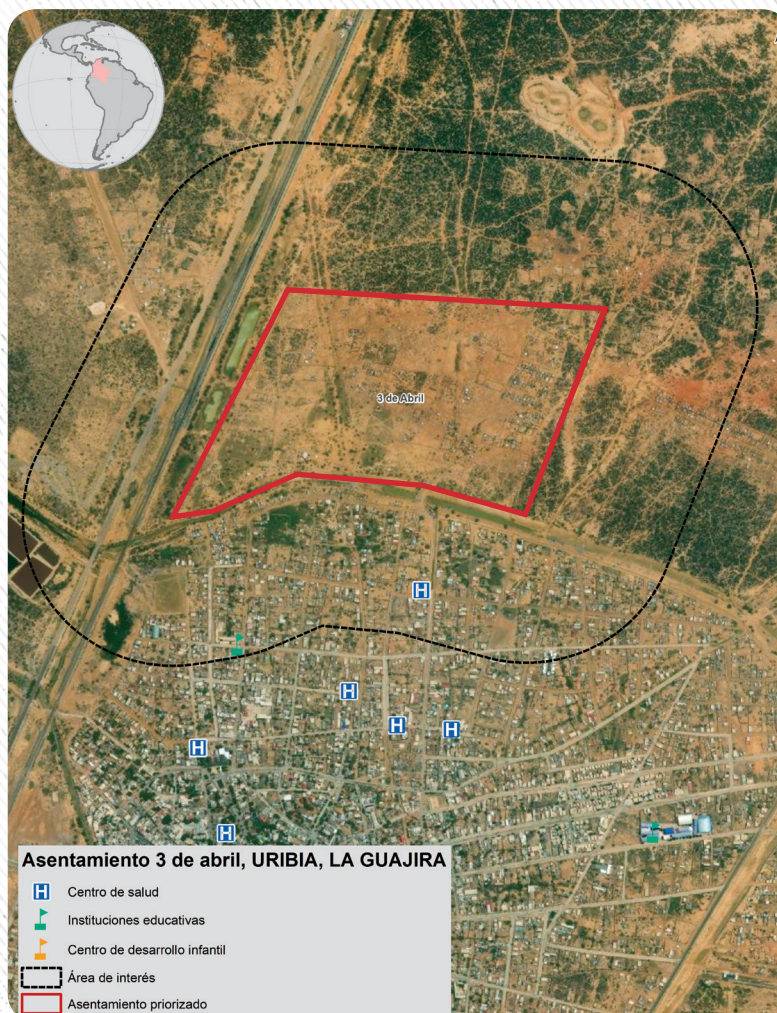 3 de Abril
H
H
H
H
H
H
Asentamiento 3 de abril, URIBIA, LA GUAJIRA
H Centro de salud
Instituciones educativas
Centro de desarrollo infantil
Área de interés
Asentamiento priorizado